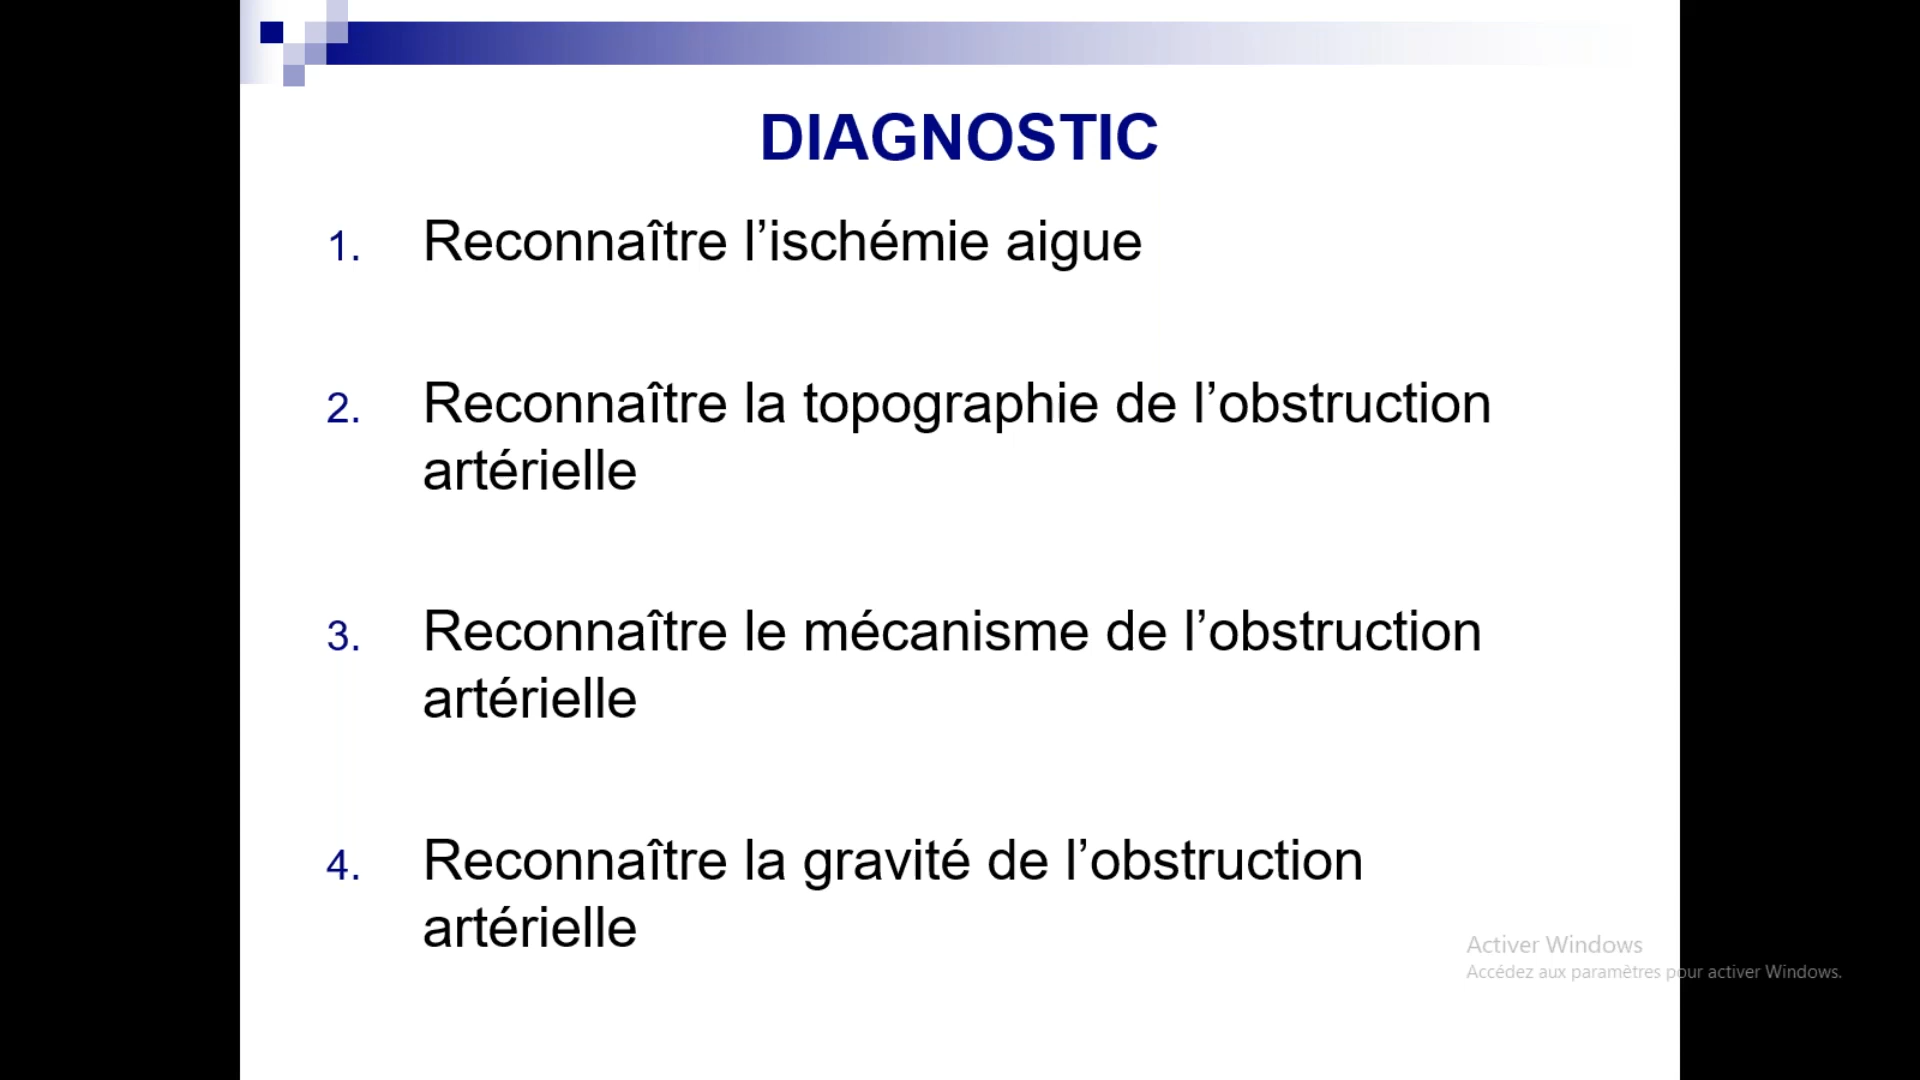 DIAGNOSTIC
1. Reconnaître l’ischémie aigue
2. Reconnaître la topographie de l’obstruction
artérielle
3. Reconnaître le mécanisme de l’obstruction
artérielle
4. Reconnaître la gravité de l’obstruction
artérielle
Activer Windows
Accédez aux paramètres pour activer Windows.